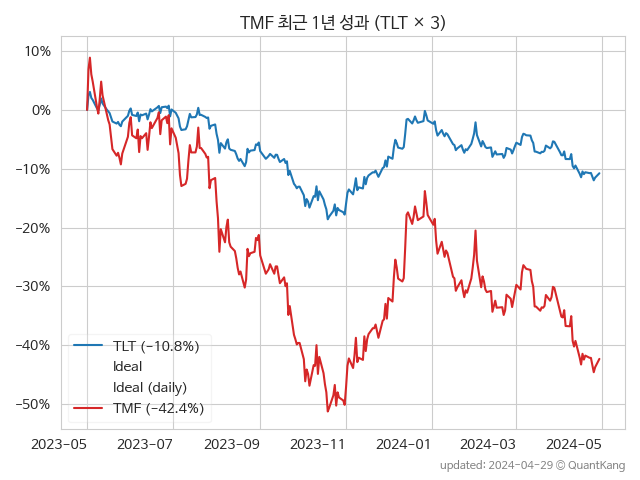 TMF 최근 1년 성과 (TLT × 3)
10%
0%
−10%
−20%
−30%
−40%
−50%
TLT (−10.8%)
Ideal
Ideal (daily)
TMF (−42.4%)
2023−05
2023−07
2023−09
2023−11
2024−01
2024−03
2024−05
updated: 2024−04−29 © QuantKang